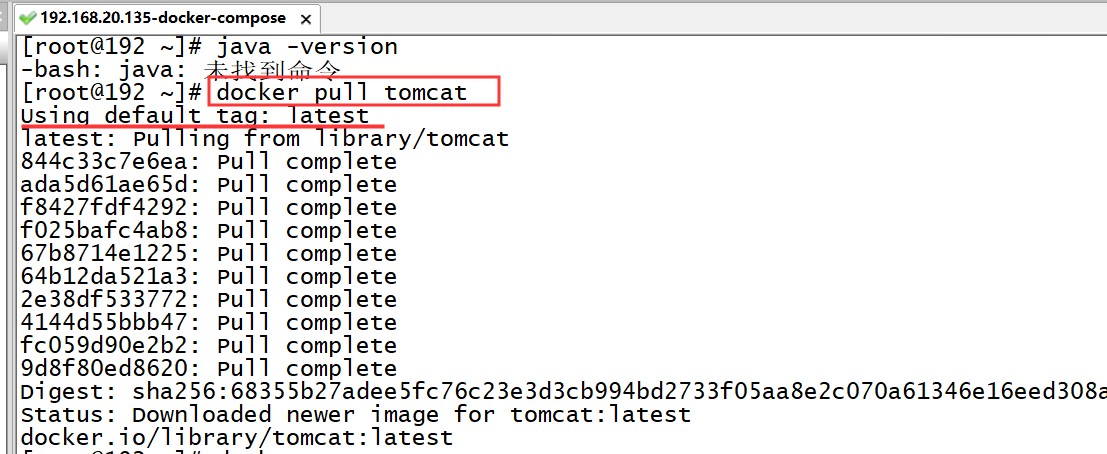 192.168.20.135-docker-compose
[root@192 ~]# java -version
-bash: java: 未找到命令
[root@192 ~]# docker pull tomcat
Using default tag: latest
latest: Pulling from library/tomcat
844c33c7e6ea: Pull complete
ada5d61ae65d: Pull complete
f8427fdf4292: Pull complete
f025bafc4ab8: Pull complete
67b8714e1225: Pull complete
64b12da521a3: Pull complete
2e38df533772: Pull complete
4144d55bbb47: Pull complete
fc059d90e2b2: Pull complete
9d8f80ed8620: Pull complete
Digest: sha256:68355b27adee5fc76c23e3d3cb994bd2733f05aa8e2c070a61346e16eed308a
Status: Downloaded newer image for tomcat:latest
docker.io/library/tomcat:latest